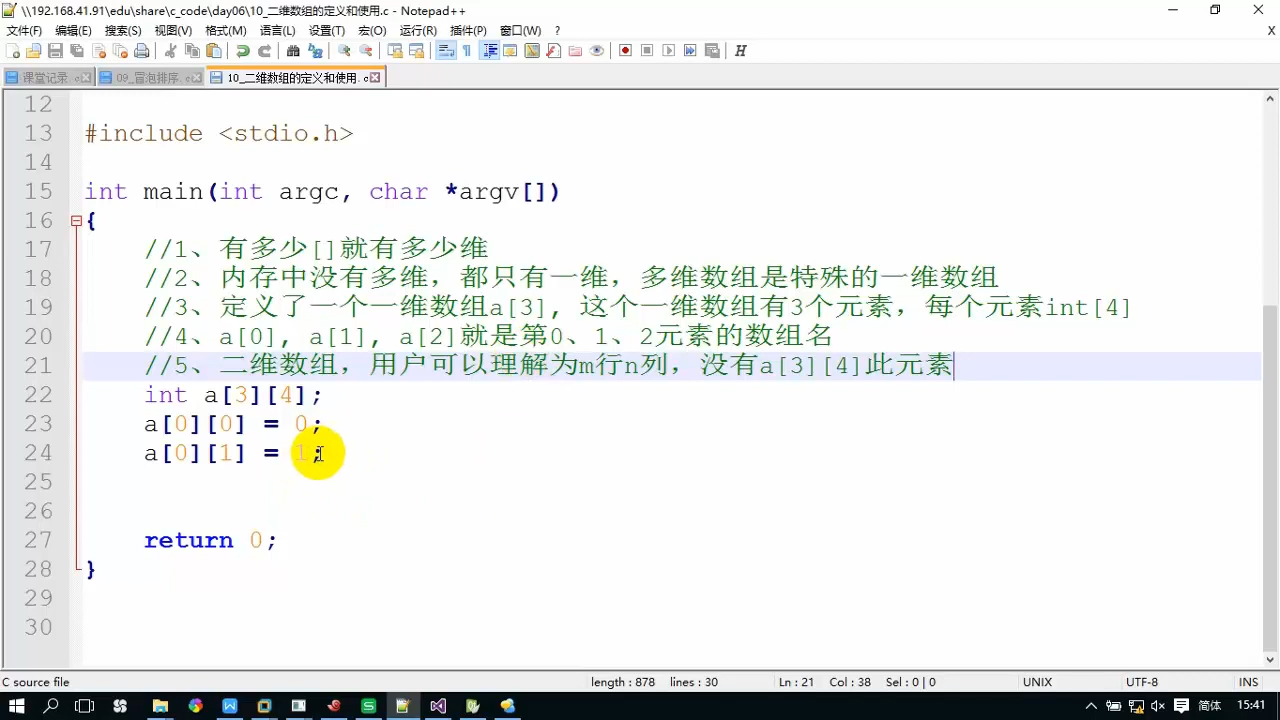 \\192.168.41.91\edu\share\c_code\day06\10_二维数组的定义和使用.c - Notepad++
文件(F) 编辑(E) 搜索(S) 视图(V) 格式(M) 语言(L) 设置(T) 宏(O) 运行(R) 插件(P) 窗口(W) ? X
课堂记录.c 09_冒泡排序.c 10_二维数组的定义和使用.c
12
13 #include <stdio.h>
14
15 int main(int argc, char *argv[])
16 {
17 //1、有多少[]就有多少维
18 //2、内存中没有多维，都只有一维，多维数组是特殊的一维数组
19 //3、定义了一个一维数组a[3], 这个一维数组有3个元素，每个元素int[4]
20 //4、a[0], a[1], a[2]就是第0、1、2元素的数组名
21 //5、二维数组，用户可以理解为m行n列，没有a[3][4]此元素
22 int a[3][4];
23 a[0][0] = 0;
24 a[0][1] = 1;
25
26
27 return 0;
28 }
29
30
C source file length : 878 lines : 30 Ln : 21 Col : 38 Sel : 0 | 0 UNIX UTF-8 INS
简体 15:41